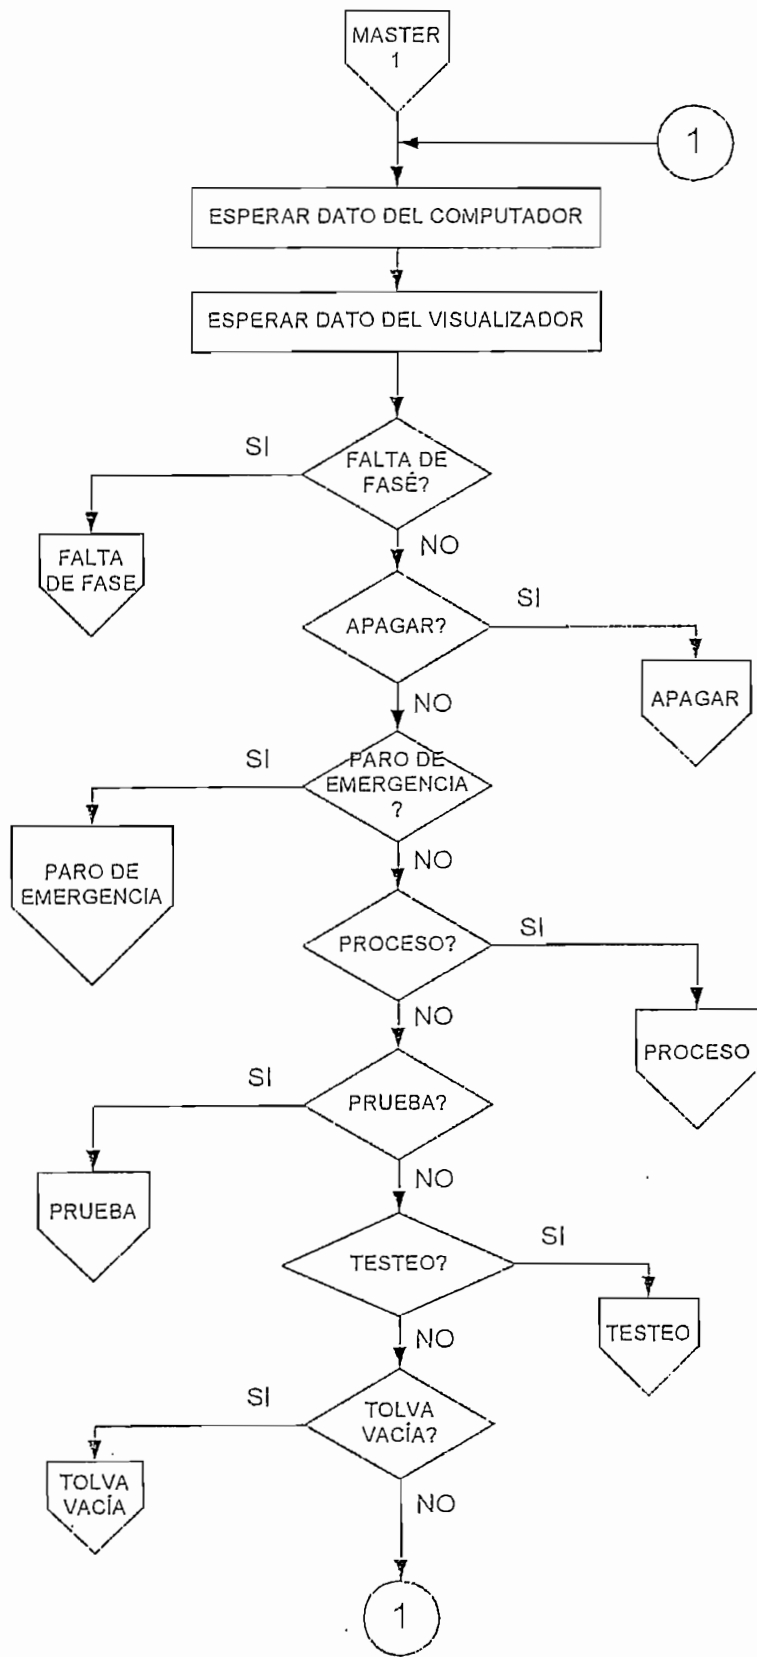 MASTER
1
1
ESPERAR DATO DEL COMPUTADOR
ESPERAR DATO DEL VISUALIZADOR
SI
FALTA DE
FASE?
FALTA
DE FASE
NO
SI
APAGAR?
APAGAR
NO
SI
PARO DE
EMERGENCIA
?
PARO DE
EMERGENCIA
NO
SI
PROCESO?
PROCESO
NO
SI
PRUEBA?
PRUEBA
NO
SI
TESTEO?
TESTEO
NO
SI
TOLVA
VACÍA?
TOLVA
VACÍA
NO
1